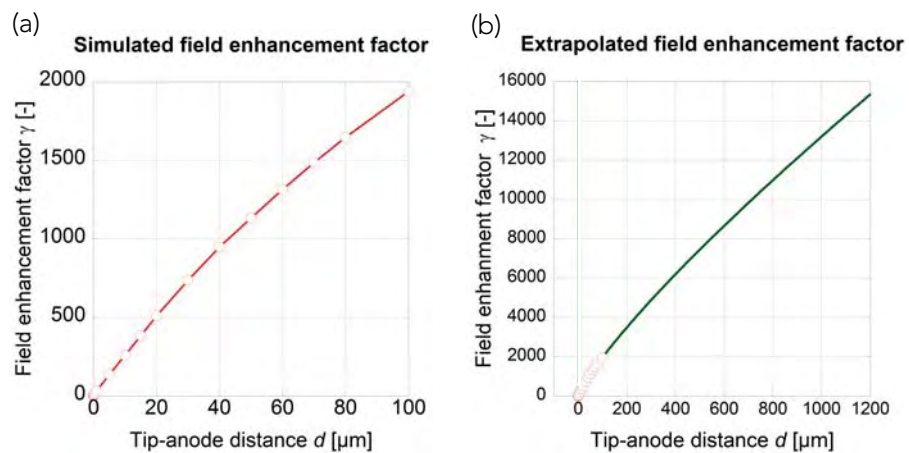 (a)
Simulated field enhancement factor
Field enhancement factor γ [-]
2000
1500
1000
500
0
0 20 40 60 80 100
Tip-anode distance d [μm]
(b)
Extrapolated field enhancement factor
Field enhanment factor γ [-]
16000
14000
12000
10000
8000
6000
4000
2000
0
0 200 400 600 800 1000 1200
Tip-anode distance d [μm]